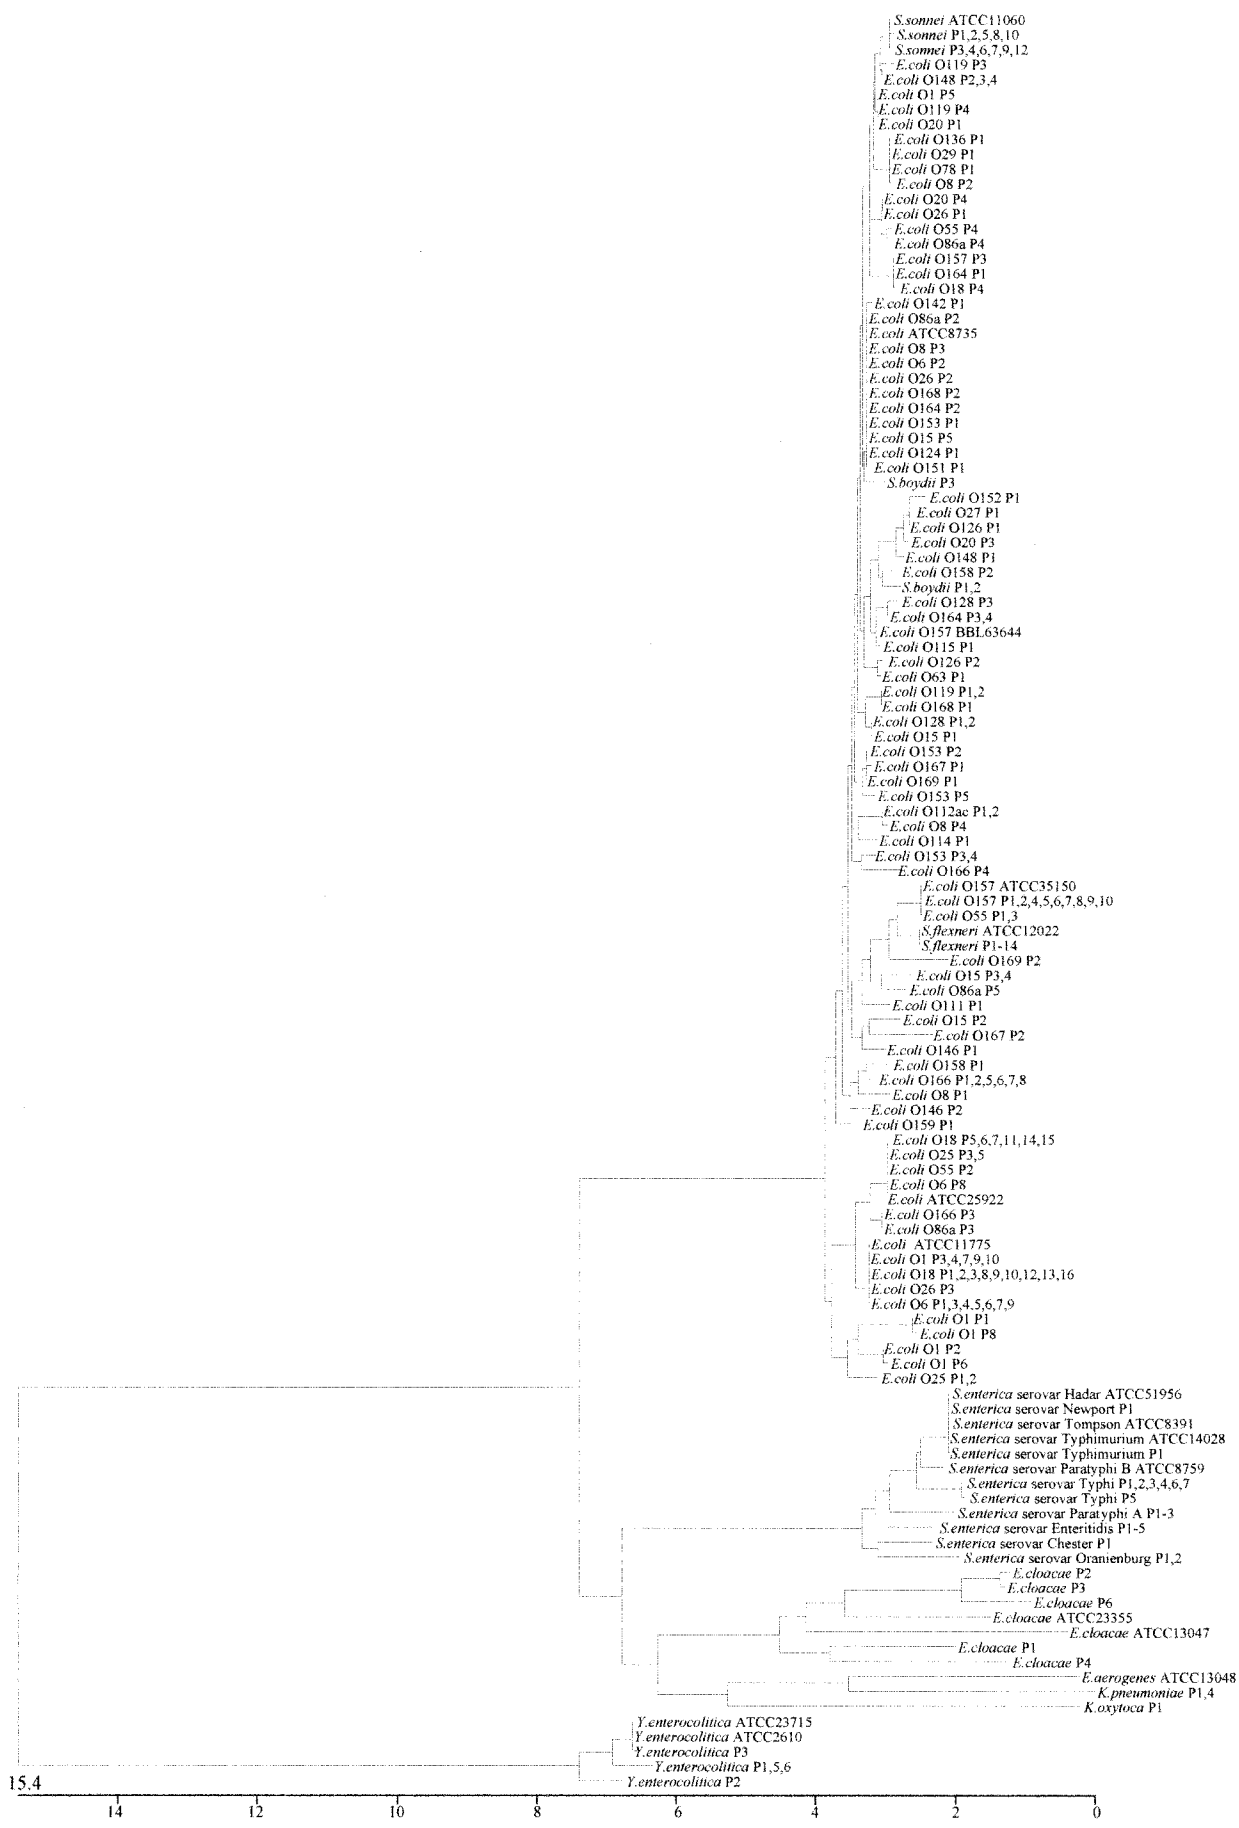 S.sonnei ATCC11060
S.sonnei P1,2,5,8,10
S.sonnei P3,4,6,7,9,12
E.coli O119 P3
E.coli O148 P2,3,4
E.coli O1 P5
E.coli O119 P4
E.coli O20 P1
E.coli O136 P1
E.coli O29 P1
E.coli O78 P1
E.coli O8 P2
E.coli O20 P4
E.coli O26 P1
E.coli O55 P4
E.coli O86a P4
E.coli O157 P3
E.coli O164 P1
E.coli O18 P4
E.coli O142 P1
E.coli O86a P2
E.coli ATCC8735
E.coli O8 P3
E.coli O6 P2
E.coli O26 P2
E.coli O168 P2
E.coli O164 P2
E.coli O153 P1
E.coli O15 P5
E.coli O124 P1
E.coli O151 P1
S.boydii P3
E.coli O152 P1
E.coli O27 P1
E.coli O126 P1
E.coli O20 P3
E.coli O148 P1
E.coli O158 P2
S.boydii P1,2
E.coli O128 P3
E.coli O164 P3,4
E.coli O157 BBL63644
E.coli O115 P1
E.coli O126 P2
E.coli O63 P1
E.coli O119 P1,2
E.coli O168 P1
E.coli O128 P1,2
E.coli O15 P1
E.coli O153 P2
E.coli O167 P1
E.coli O169 P1
E.coli O153 P5
E.coli O112ac P1,2
E.coli O8 P4
E.coli O114 P1
E.coli O153 P3,4
E.coli O166 P4
E.coli O157 ATCC35150
E.coli O157 P1,2,4,5,6,7,8,9,10
E.coli O55 P1,3
S.flexneri ATCC12022
S.flexneri P1-14
E.coli O169 P2
E.coli O15 P3,4
E.coli O86a P5
E.coli O111 P1
E.coli O15 P2
E.coli O167 P2
E.coli O146 P1
E.coli O158 P1
E.coli O166 P1,2,5,6,7,8
E.coli O8 P1
E.coli O146 P2
E.coli O159 P1
E.coli O18 P5,6,7,11,14,15
E.coli O25 P3,5
E.coli O55 P2
E.coli O6 P8
E.coli ATCC25922
E.coli O166 P3
E.coli O86a P3
E.coli ATCC11775
E.coli O1 P3,4,7,9,10
E.coli O18 P1,2,3,8,9,10,12,13,16
E.coli O26 P3
E.coli O6 P1,3,4,5,6,7,9
E.coli O1 P1
E.coli O1 P8
E.coli O1 P2
E.coli O1 P6
E.coli O25 P1,2
S.enterica serovar Hadar ATCC51956
S.enterica serovar Newport P1
S.enterica serovar Tompson ATCC8391
S.enterica serovar Typhimurium ATCC14028
S.enterica serovar Typhimurium P1
S.enterica serovar Paratyphi B ATCC8759
S.enterica serovar Typhi P1,2,3,4,6,7
S.enterica serovar Typhi P5
S.enterica serovar Paratyphi A P1-3
S.enterica serovar Enteritidis P1-5
S.enterica serovar Chester P1
S.enterica serovar Oranienburg P1,2
E.cloacae P2
E.cloacae P3
E.cloacae P6
E.cloacae ATCC23355
E.cloacae ATCC13047
E.cloacae P1
E.cloacae P4
E.aerogenes ATCC13048
K.pneumoniae P1,4
K.oxytoca P1
Y.enterocolitica ATCC23715
Y.enterocolitica ATCC2610
Y.enterocolitica P3
Y.enterocolitica P1,5,6
Y.enterocolitica P2
15.4
14 12 10 8 6 4 2 0